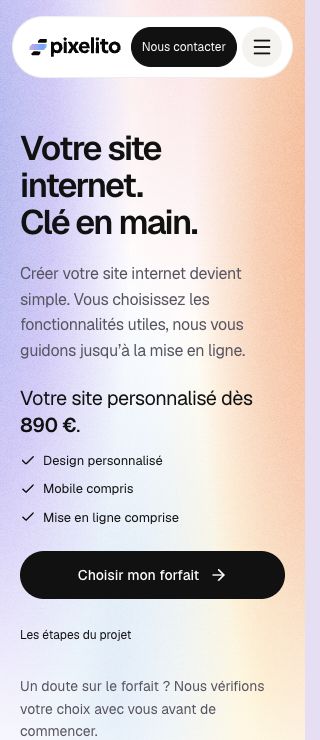 pixelito
Nous contacter
Votre site
internet.
Clé en main.
Créer votre site internet devient
simple. Vous choisissez les
fonctionnalités utiles, nous vous
guidons jusqu'à la mise en ligne.
Votre site personnalisé dès
890 €.
Design personnalisé
Mobile compris
Mise en ligne comprise
Choisir mon forfait
Les étapes du projet
Un doute sur le forfait ? Nous vérifions
votre choix avec vous avant de
commencer.